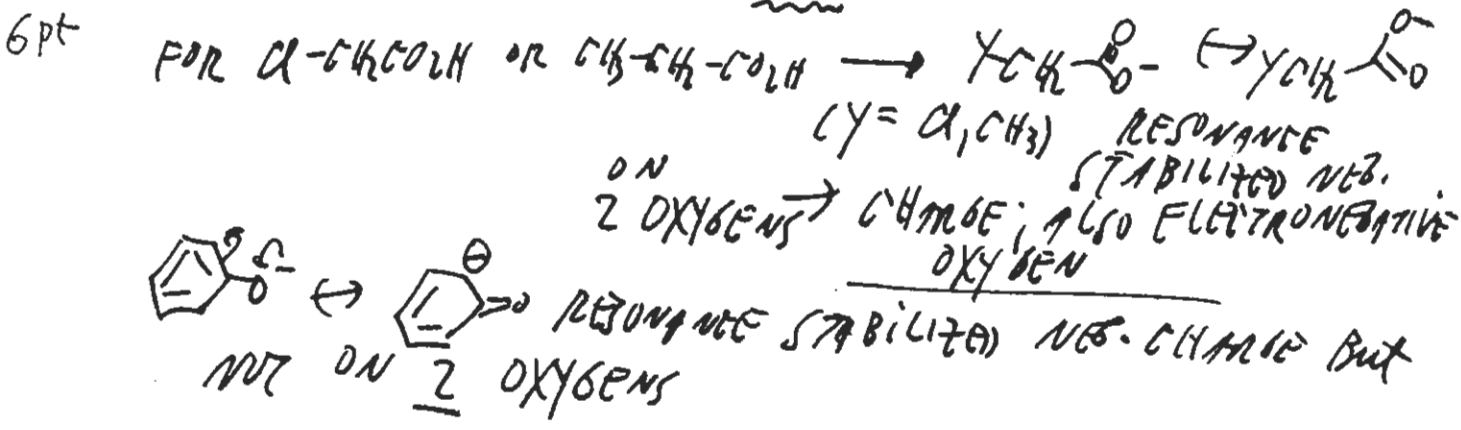 6pt
FOR Cl-CH2CO2H OR CH3-CH2-CO2H → YCH2-CO O- ↔ YCH2 O- O
(Y = Cl, CH3) RESONANCE
STABILIZED NEG.
ON
2 OXYGENS → CHARGE; ALSO ELECTRONEGATIVE
OXYGEN
O- ↔ ⊖ =O RESONANCE STABILIZED NEG. CHARGE BUT
NOT ON 2 OXYGENS